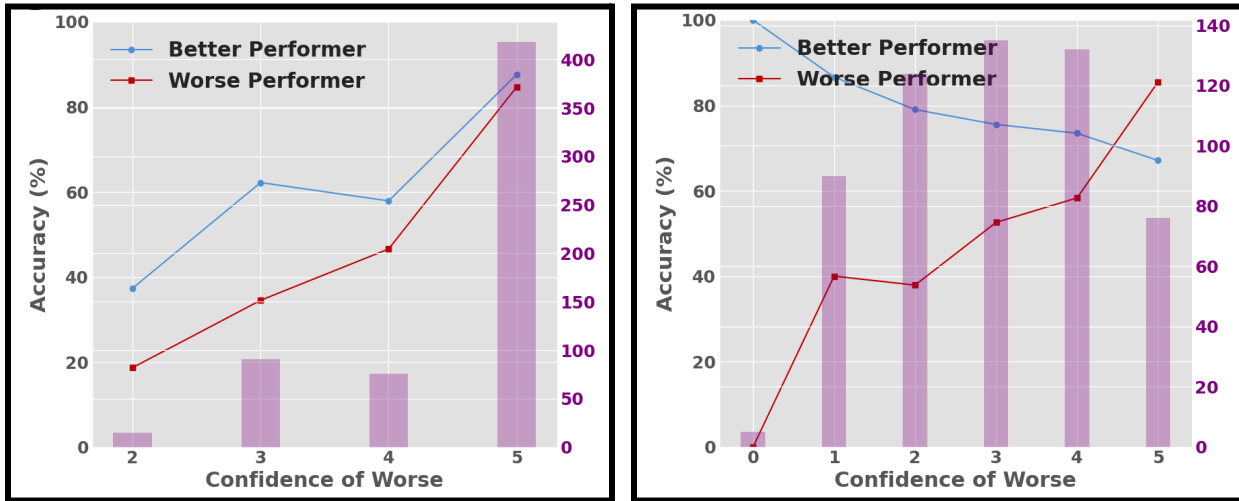 Better Performer
Worse Performer
100
80
60
40
20
0
Accuracy (%)
400
350
300
250
200
150
100
50
0
2 3 4 5
Confidence of Worse
Better Performer
Worse Performer
100
80
60
40
20
0
Accuracy (%)
140
120
100
80
60
40
20
0
0 1 2 3 4 5
Confidence of Worse